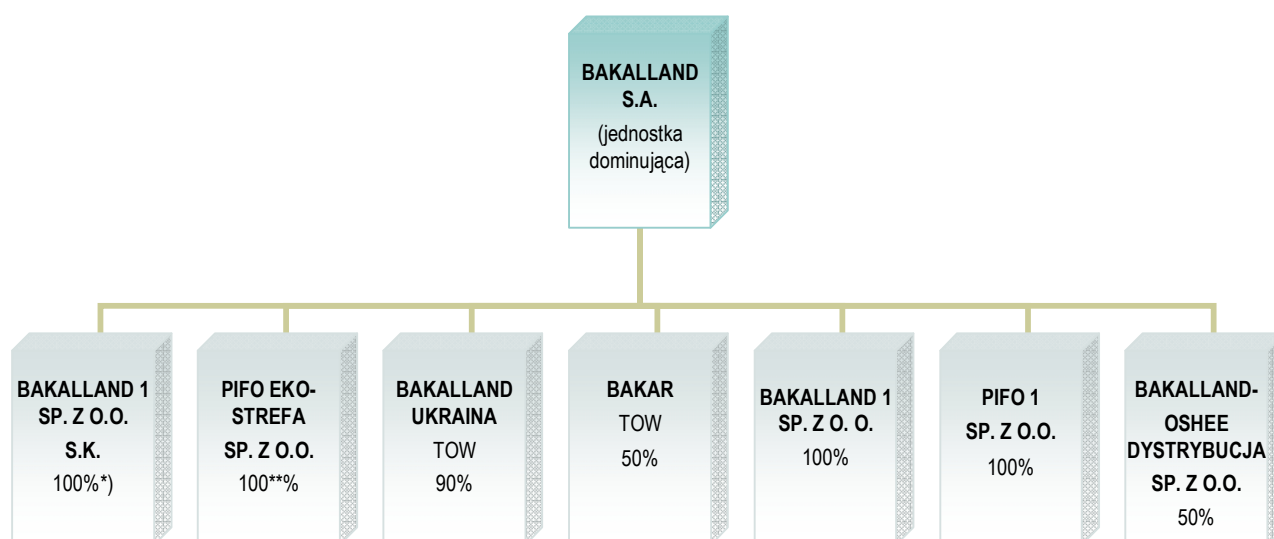 BAKALLAND
S.A.
(jednostka
dominująca)
BAKALLAND 1
SP. Z O.O.
S.K.
100%*)
PIFO EKO-
STREFA
SP. Z O.O.
100**%
BAKALLAND
UKRAINA
TOW
90%
BAKAR
TOW
50%
BAKALLAND 1
SP. Z O. O.
100%
PIFO 1
SP. Z O.O.
100%
BAKALLAND-
OSHEE
DYSTRYBUCJA
SP. Z O.O.
50%